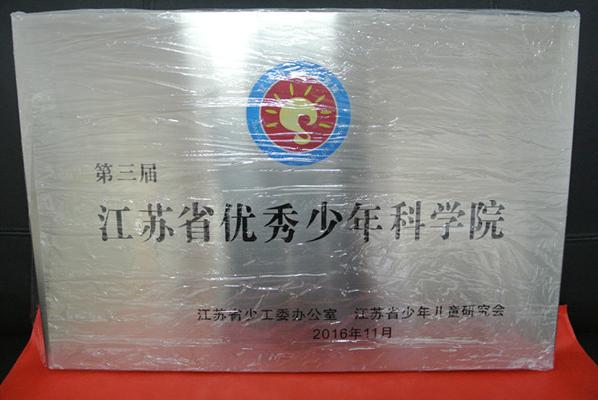 第三届
江苏省优秀少年科学院
江苏省少工委办公室 江苏省少年儿童研究会
2016年11月